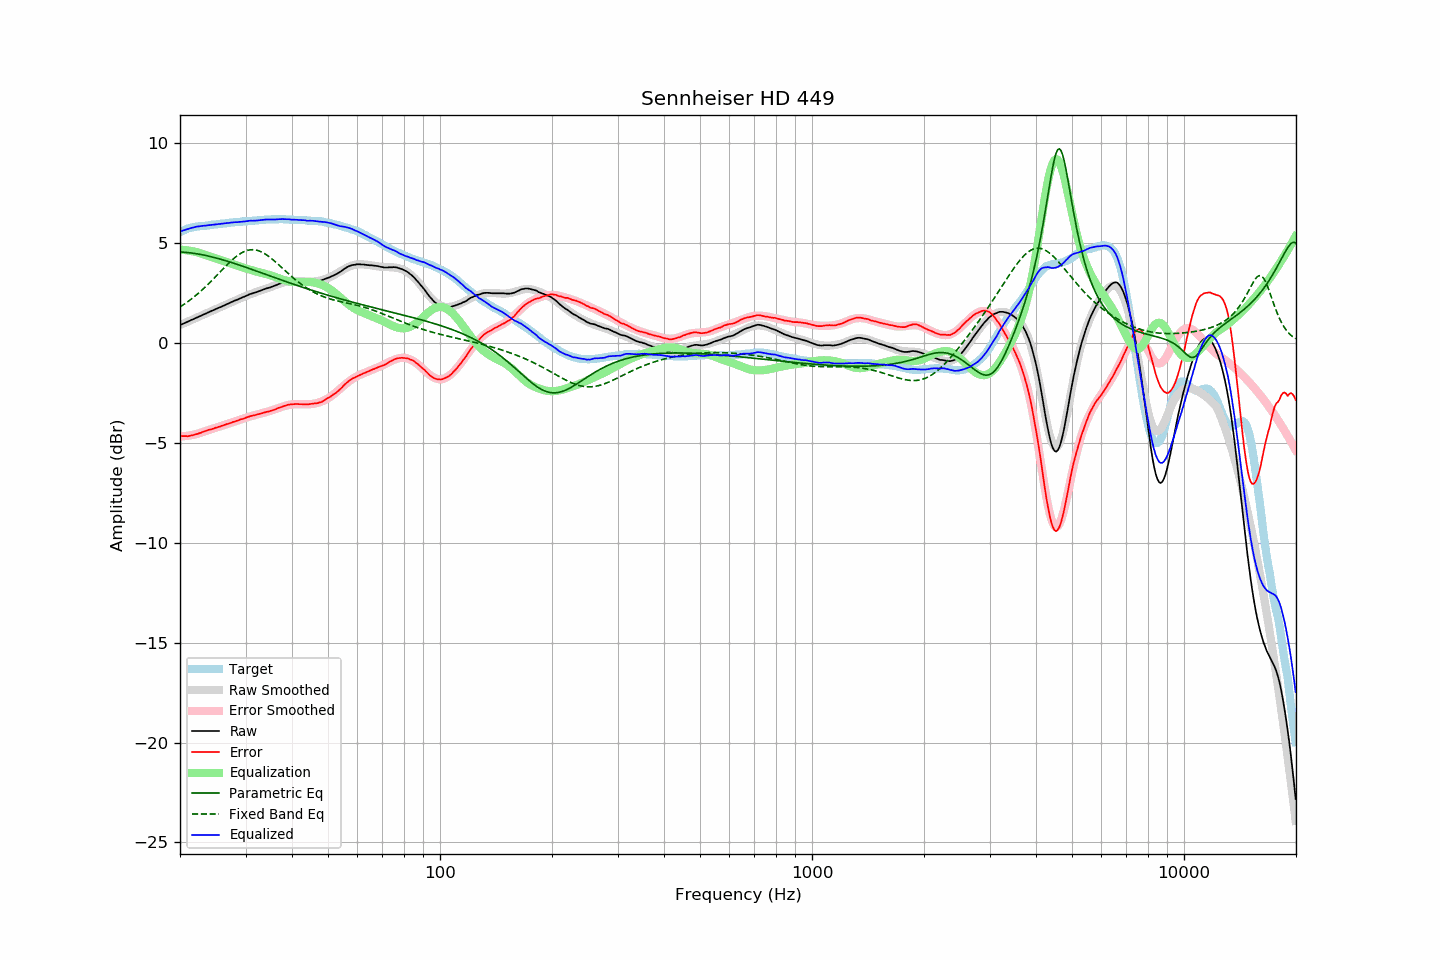 Sennheiser HD 449
10
5
0
−5
−10
−15
−20
−25
Amplitude (dBr)
100
1000
10000
Frequency (Hz)
Target
Raw Smoothed
Error Smoothed
Raw
Error
Equalization
Parametric Eq
Fixed Band Eq
Equalized